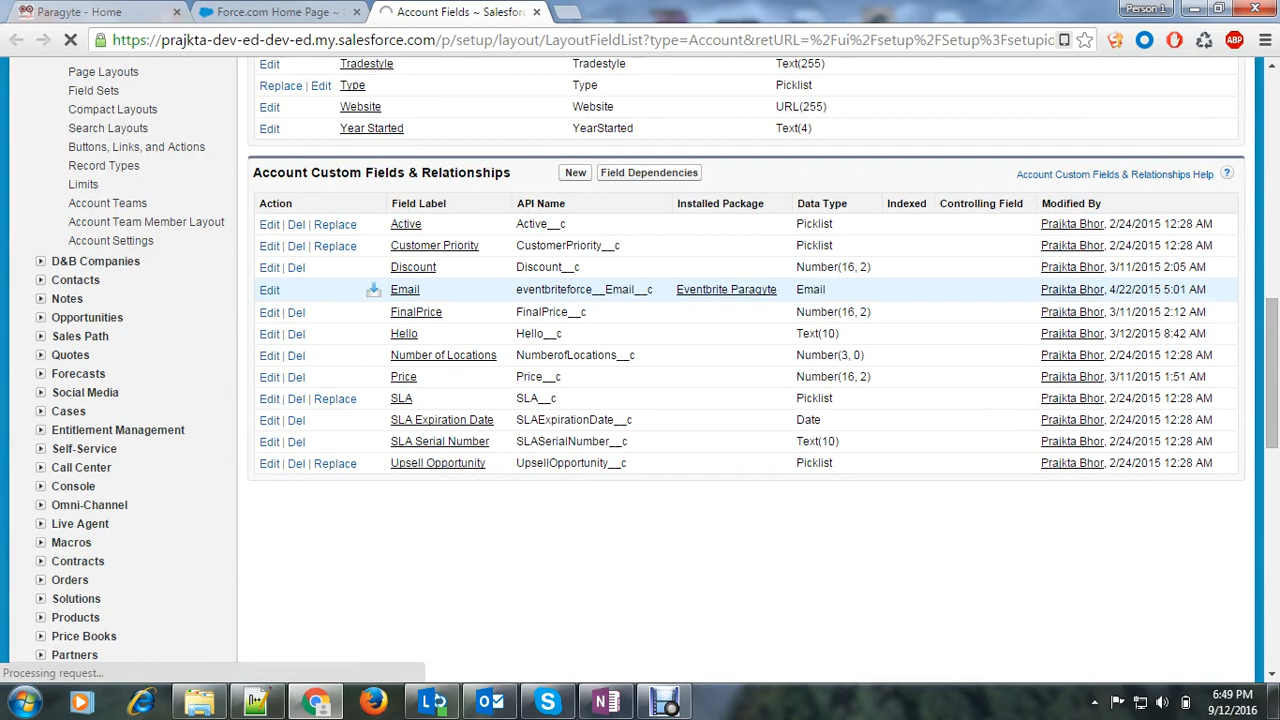 Paragyte - Home
Force.com Home Page ~
Account Fields ~ Salesforc
Person 1
https://prajkta-dev-ed-dev-ed.my.salesforce.com/p/setup/layout/LayoutFieldList?type=Account&retURL=%2Fui%2Fsetup%2FSetup%3Fsetupic
ABP
Page Layouts
Field Sets
Compact Layouts
Search Layouts
Buttons, Links, and Actions
Record Types
Limits
Account Teams
Account Team Member Layout
Account Settings
D&B Companies
Contacts
Notes
Opportunities
Sales Path
Quotes
Forecasts
Social Media
Cases
Entitlement Management
Self-Service
Call Center
Console
Omni-Channel
Live Agent
Macros
Contracts
Orders
Solutions
Products
Price Books
Partners
Edit Tradestyle Tradestyle Text(255)
Replace | Edit Type Type Picklist
Edit Website Website URL(255)
Edit Year Started YearStarted Text(4)
Account Custom Fields & Relationships New Field Dependencies Account Custom Fields & Relationships Help ?
Action Field Label API Name Installed Package Data Type Indexed Controlling Field Modified By
Edit | Del | Replace Active Active__c Picklist Prajkta Bhor, 2/24/2015 12:28 AM
Edit | Del | Replace Customer Priority CustomerPriority__c Picklist Prajkta Bhor, 2/24/2015 12:28 AM
Edit | Del Discount Discount__c Number(16, 2) Prajkta Bhor, 3/11/2015 2:05 AM
Edit Email eventbriteforce__Email__c Eventbrite Paragyte Email Prajkta Bhor, 4/22/2015 5:01 AM
Edit | Del FinalPrice FinalPrice__c Number(16, 2) Prajkta Bhor, 3/11/2015 2:12 AM
Edit | Del Hello Hello__c Text(10) Prajkta Bhor, 3/12/2015 8:42 AM
Edit | Del Number of Locations NumberofLocations__c Number(3, 0) Prajkta Bhor, 2/24/2015 12:28 AM
Edit | Del Price Price__c Number(16, 2) Prajkta Bhor, 3/11/2015 1:51 AM
Edit | Del | Replace SLA SLA__c Picklist Prajkta Bhor, 2/24/2015 12:28 AM
Edit | Del SLA Expiration Date SLAExpirationDate__c Date Prajkta Bhor, 2/24/2015 12:28 AM
Edit | Del SLA Serial Number SLASerialNumber__c Text(10) Prajkta Bhor, 2/24/2015 12:28 AM
Edit | Del | Replace Upsell Opportunity UpsellOpportunity__c Picklist Prajkta Bhor, 2/24/2015 12:28 AM
Processing request...
6:49 PM
9/12/2016